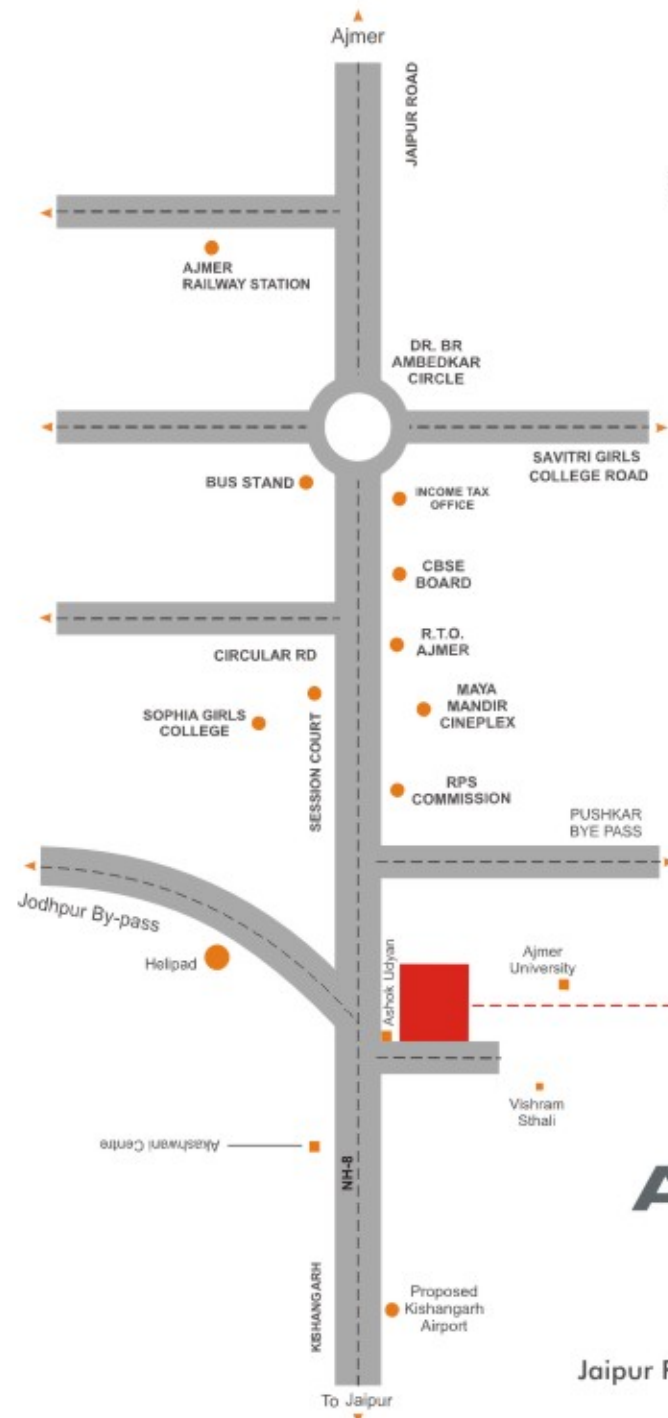 Ajmer
JAIPUR ROAD
AJMER
RAILWAY STATION
DR. BR
AMBEDKAR
CIRCLE
SAVITRI GIRLS
COLLEGE ROAD
BUS STAND
INCOME TAX
OFFICE
CBSE
BOARD
R.T.O.
AJMER
CIRCULAR RD
MAYA
MANDIR
CINEPLEX
SOPHIA GIRLS
COLLEGE
SESSION COURT
RPS
COMMISSION
PUSHKAR
BYE PASS
Jodhpur By-pass
Helipad
Ashok Udyan
Ajmer
University
Vishram
Sthali
Akashwani Centre
NH-8
KISHANGARH
Proposed
Kishangarh
Airport
Jaipur
To Jaipur